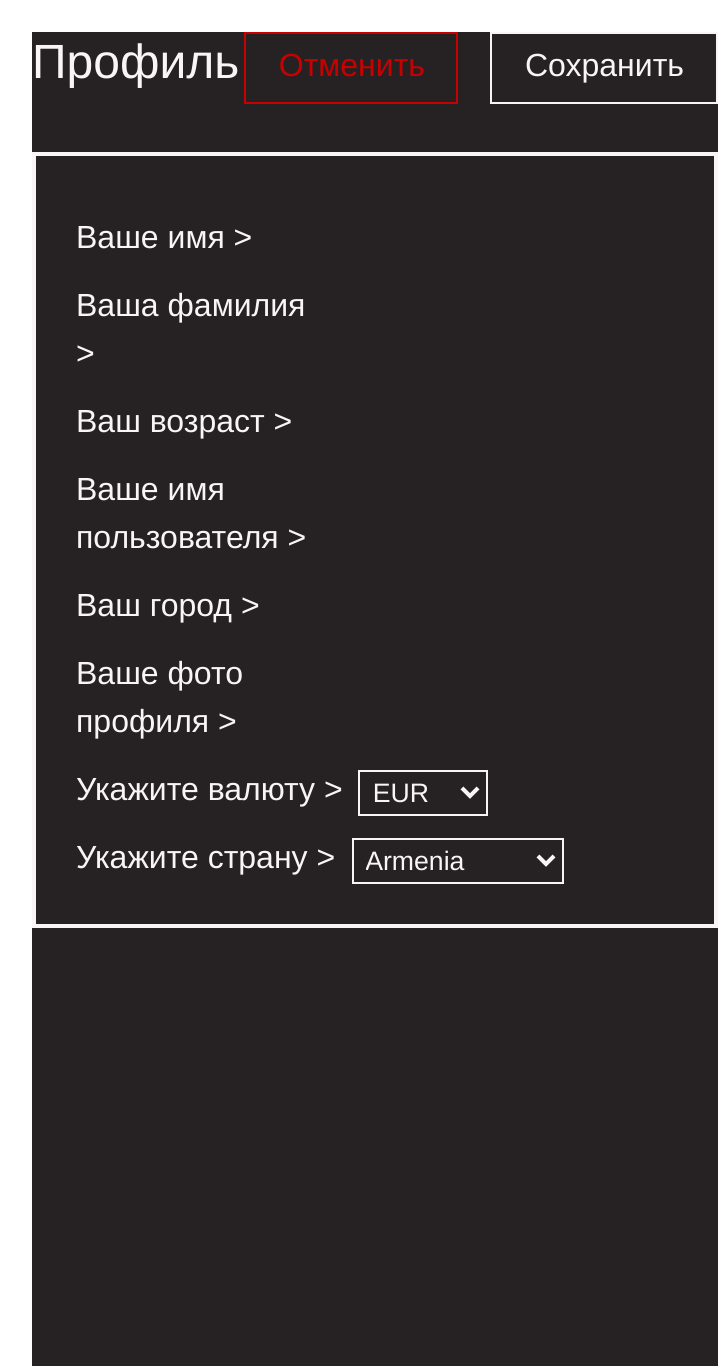 Профиль Отменить Сохранить
Ваше имя >
Ваша фамилия
>
Ваш возраст >
Ваше имя
пользователя >
Ваш город >
Ваше фото
профиля >
Укажите валюту > EUR
Укажите страну > Armenia